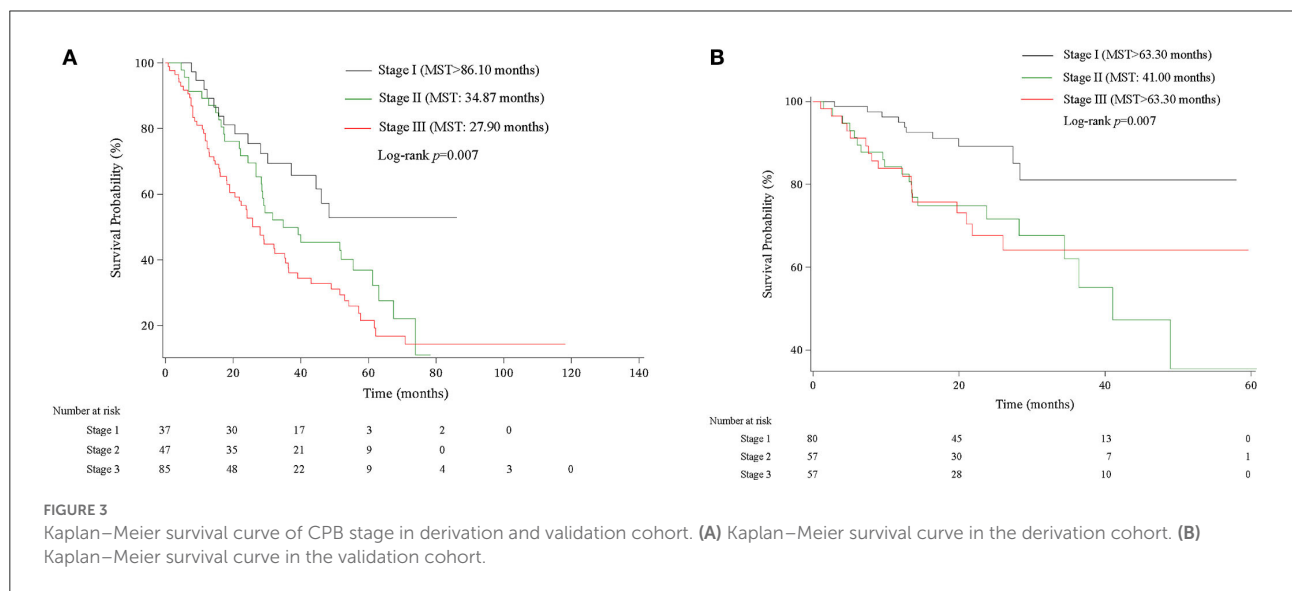 A
Stage I (MST>86.10 months)
Stage II (MST: 34.87 months)
Stage III (MST: 27.90 months)
Log-rank p=0.007
Survival Probability (%)
100
80
60
40
20
0 20 40 60 80 100 120 140
Time (months)
Number at risk
Stage 1 37 30 17 3 2 0
Stage 2 47 35 21 9 0
Stage 3 85 48 22 9 4 3 0
B
Stage I (MST>63.30 months)
Stage II (MST: 41.00 months)
Stage III (MST>63.30 months)
Log-rank p=0.007
Survival Probability (%)
100
80
60
40
0 20 40 60
Time (months)
Number at risk
Stage 1 80 45 13 0
Stage 2 57 30 7 1
Stage 3 57 28 10 0
FIGURE 3
Kaplan–Meier survival curve of CPB stage in derivation and validation cohort. (A) Kaplan–Meier survival curve in the derivation cohort. (B)
Kaplan–Meier survival curve in the validation cohort.